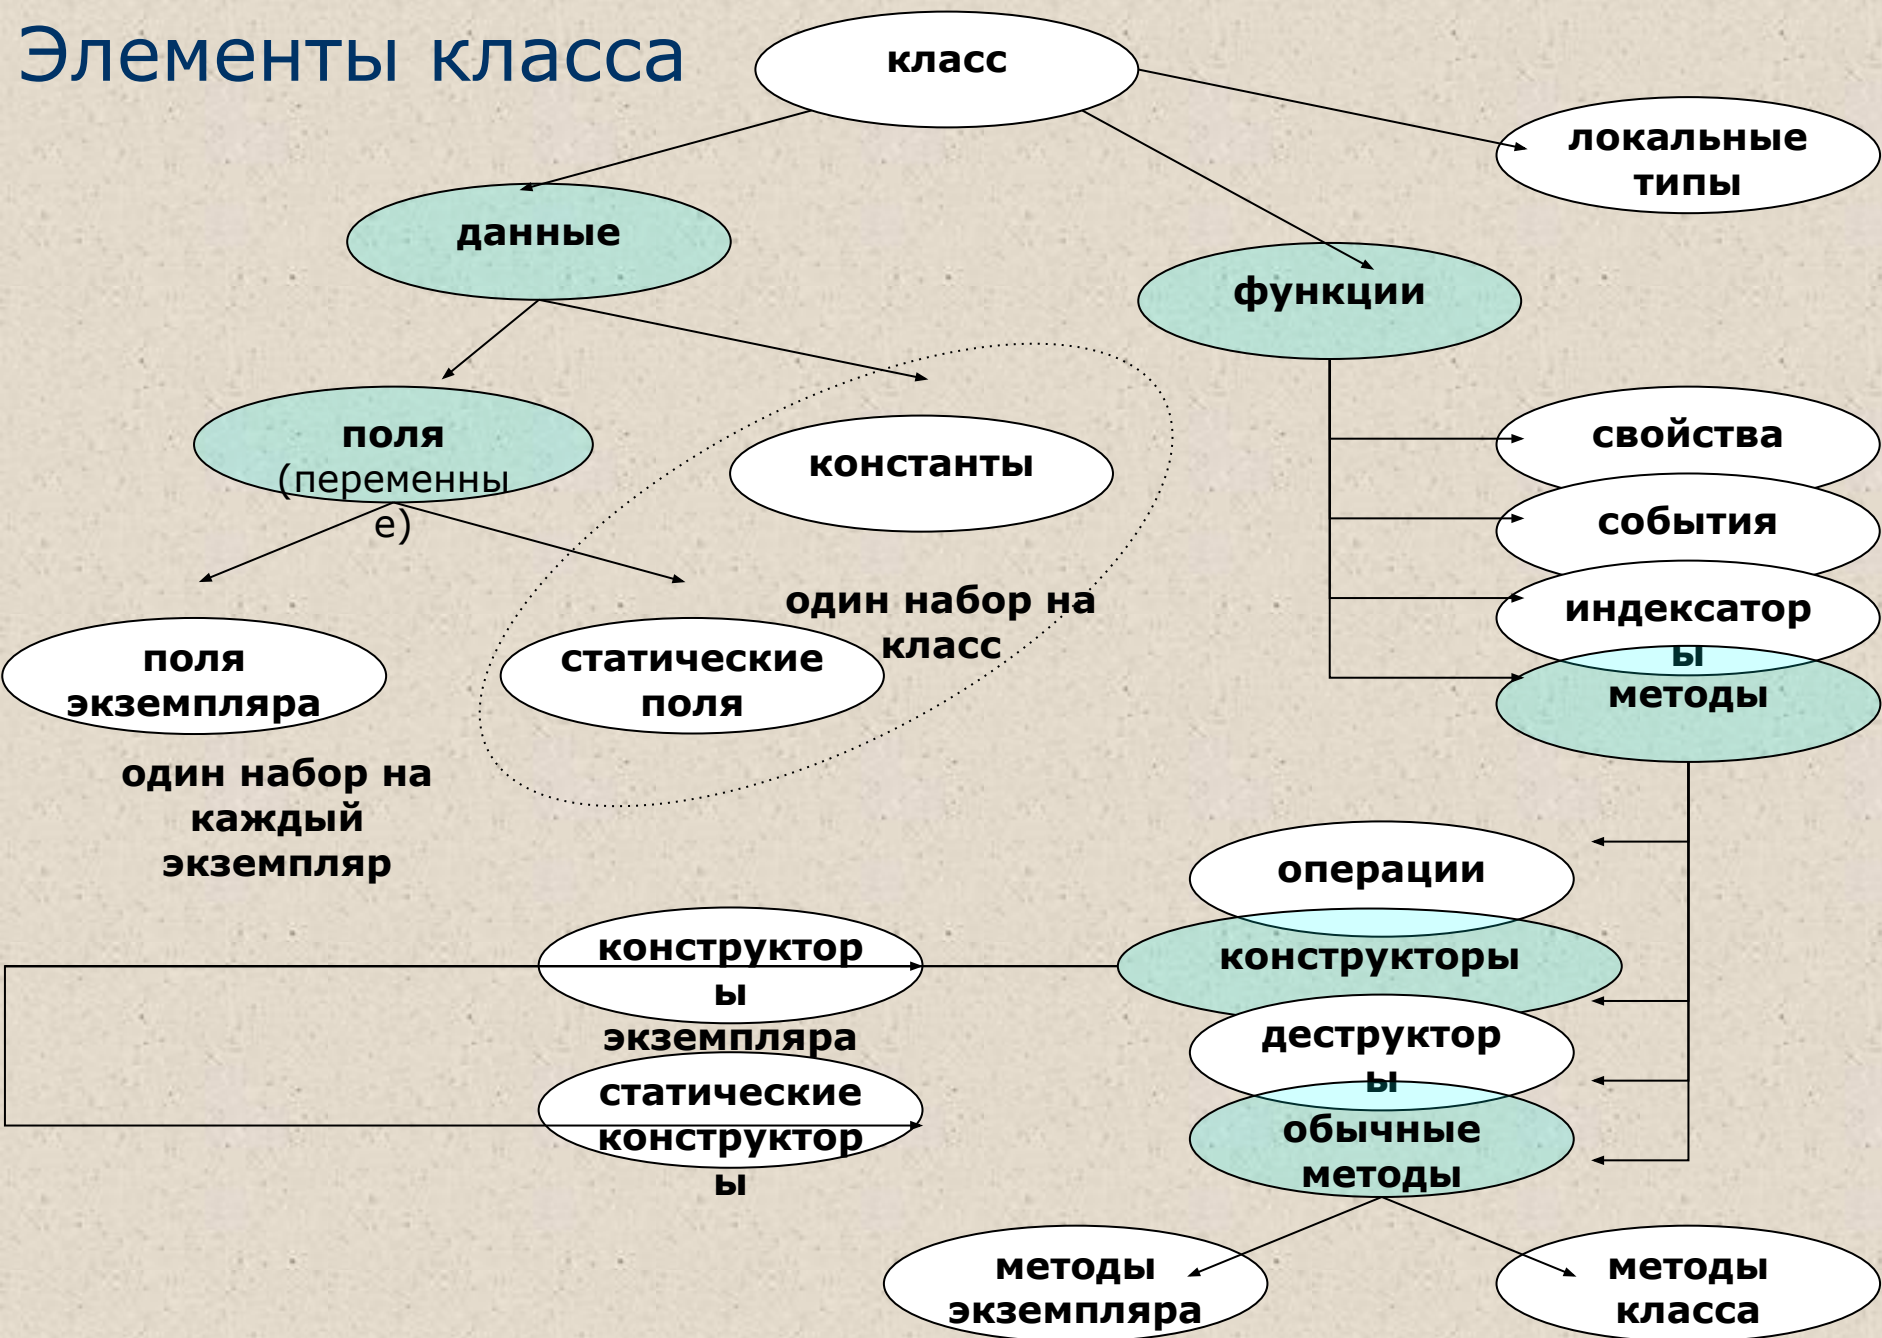 Элементы класса
класс
локальные
типы
данные
функции
поля
(переменны
е)
константы
свойства
события
индексатор
ы
методы
один набор на
класс
поля
экземпляра
статические
поля
один набор на
каждый
экземпляр
операции
конструкторы
деструктор
ы
обычные
методы
конструктор
ы
экземпляра
статические
конструктор
ы
методы
экземпляра
методы
класса